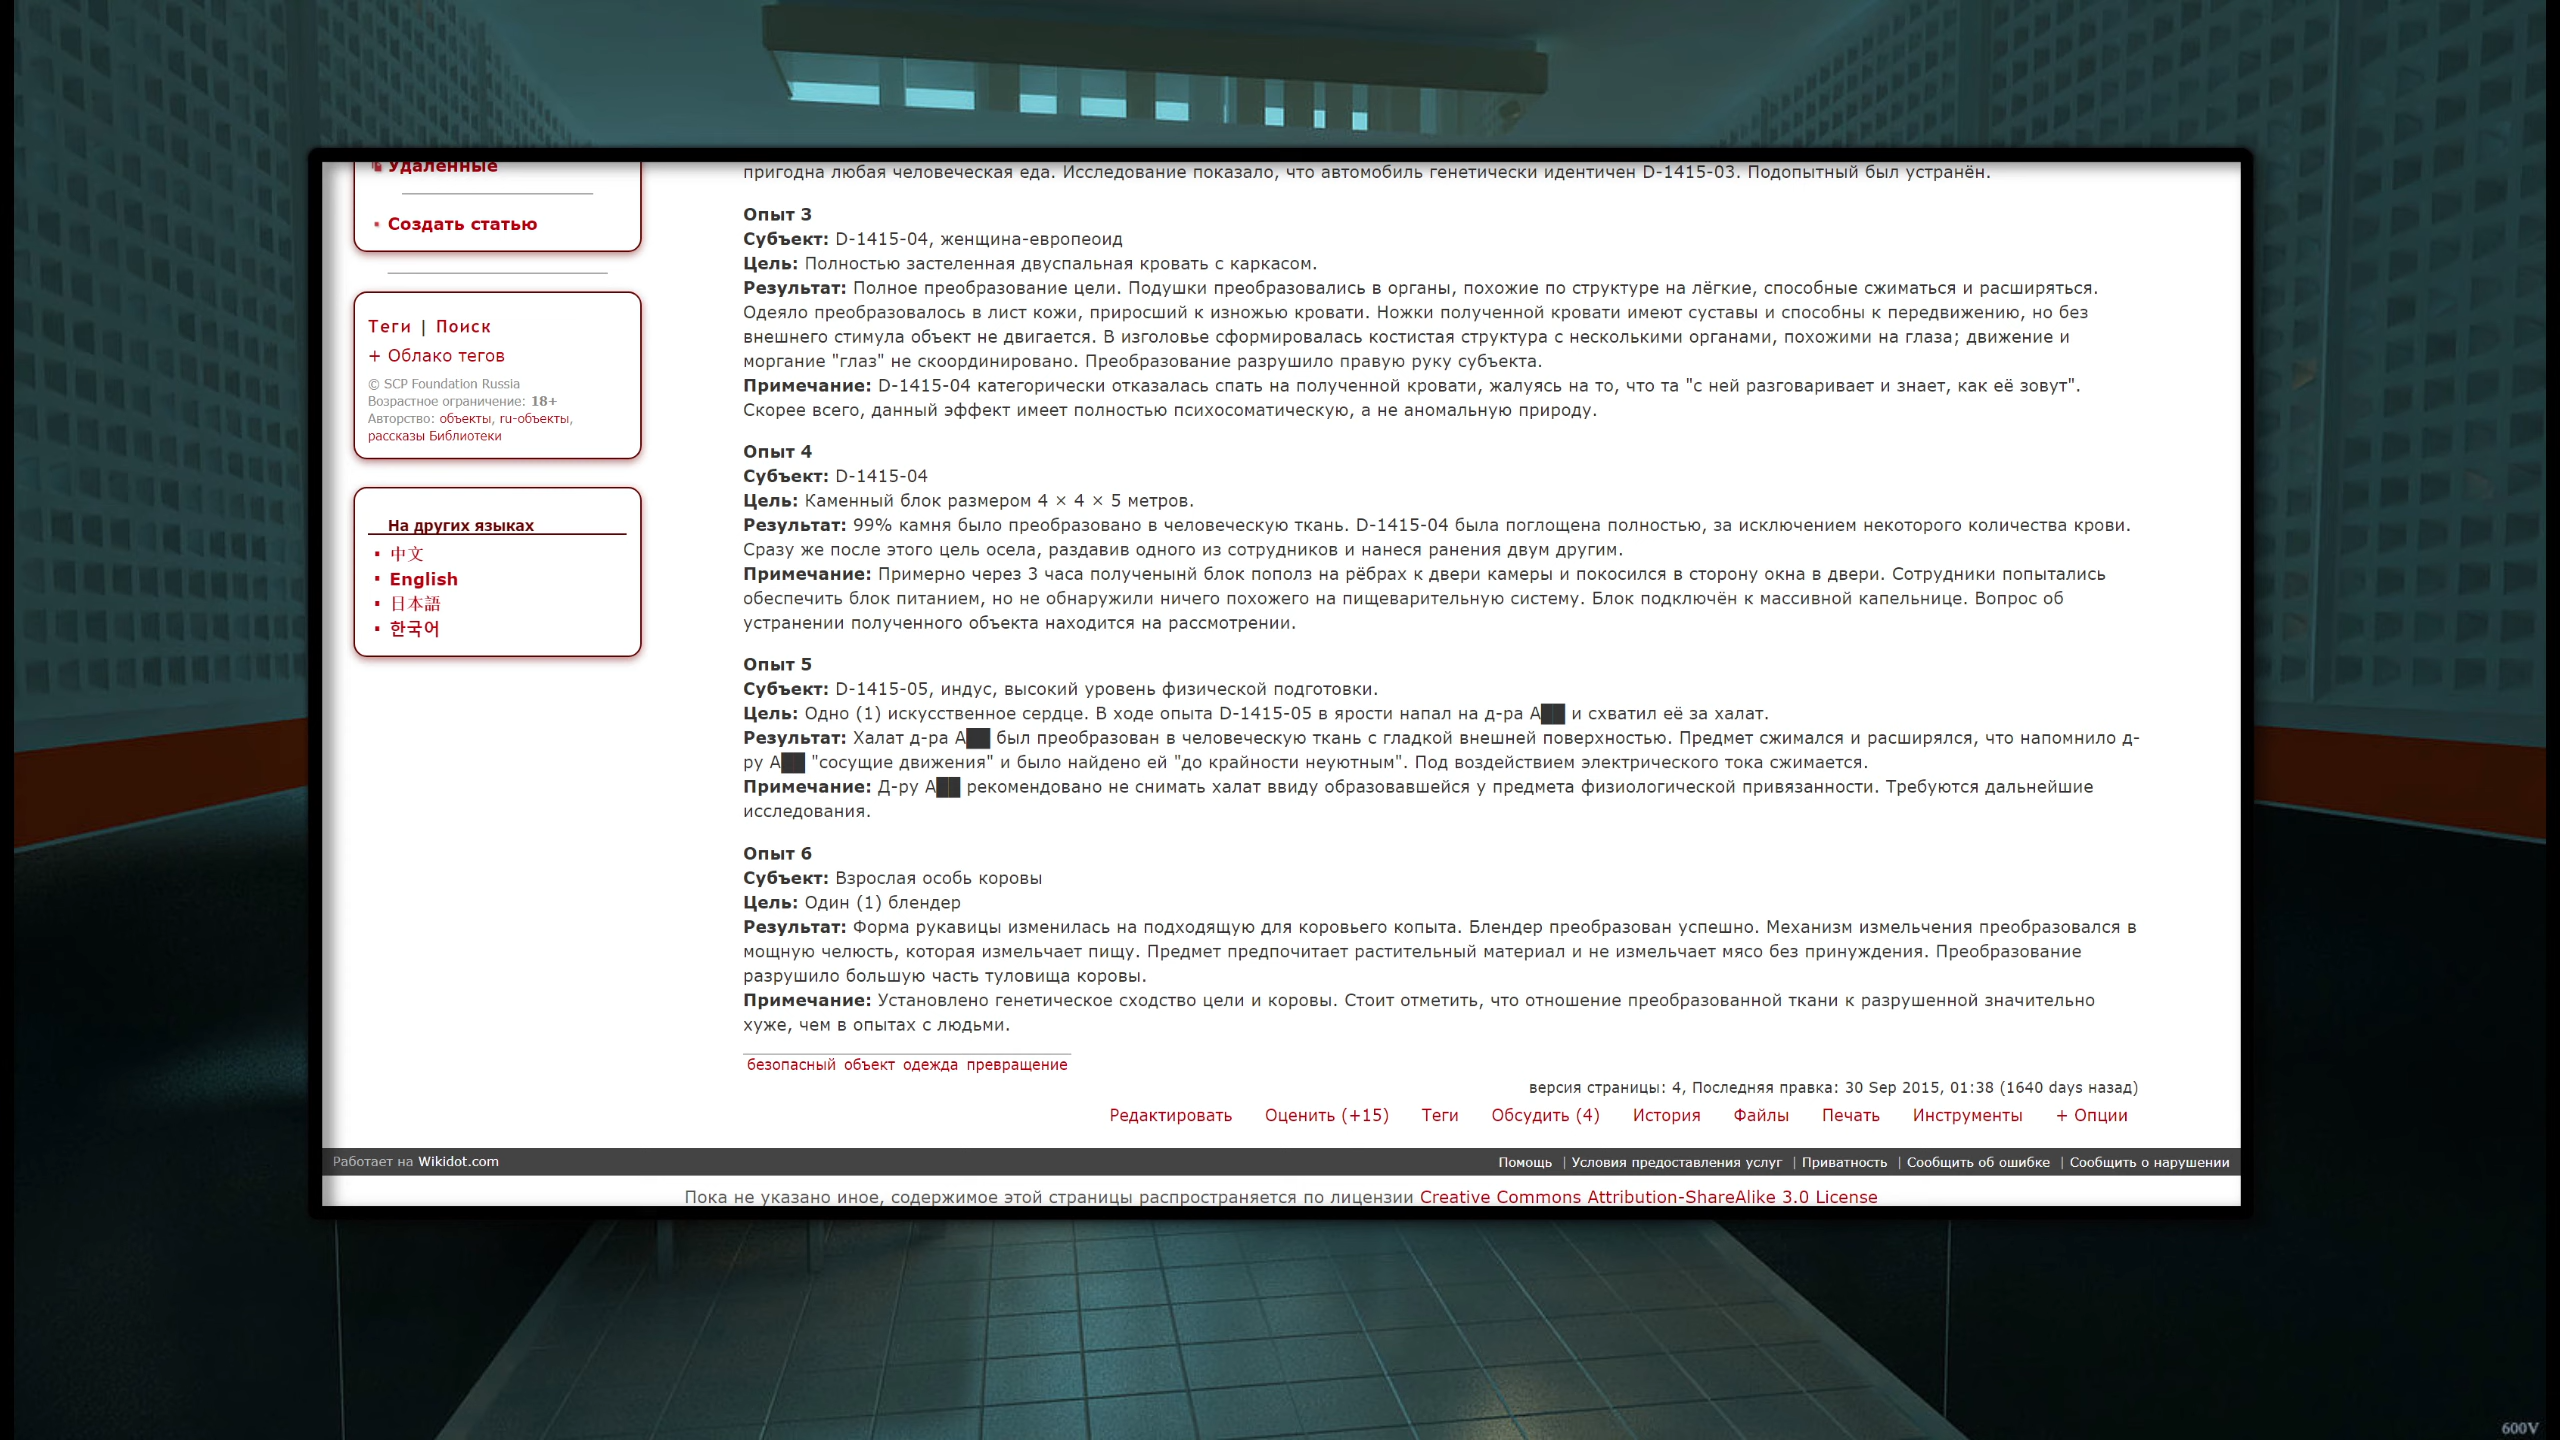 Удаленные
Создать статью
Теги | Поиск
+ Облако тегов
© SCP Foundation Russia
Возрастное ограничение: 18+
Авторство: объекты, ru-объекты,
рассказы Библиотеки
На других языках
中文
English
日本語
한국어
пригодна любая человеческая еда. Исследование показало, что автомобиль генетически идентичен D-1415-03. Подопытный был устранён.
Опыт 3
Субъект: D-1415-04, женщина-европеоид
Цель: Полностью застеленная двуспальная кровать с каркасом.
Результат: Полное преобразование цели. Подушки преобразовались в органы, похожие по структуре на лёгкие, способные сжиматься и расширяться.
Одеяло преобразовалось в лист кожи, приросший к изножью кровати. Ножки полученной кровати имеют суставы и способны к передвижению, но без
внешнего стимула объект не двигается. В изголовье сформировалась костистая структура с несколькими органами, похожими на глаза; движение и
моргание "глаз" не скоординировано. Преобразование разрушило правую руку субъекта.
Примечание: D-1415-04 категорически отказалась спать на полученной кровати, жалуясь на то, что та "с ней разговаривает и знает, как её зовут".
Скорее всего, данный эффект имеет полностью психосоматическую, а не аномальную природу.
Опыт 4
Субъект: D-1415-04
Цель: Каменный блок размером 4 × 4 × 5 метров.
Результат: 99% камня было преобразовано в человеческую ткань. D-1415-04 была поглощена полностью, за исключением некоторого количества крови.
Сразу же после этого цель осела, раздавив одного из сотрудников и нанеся ранения двум другим.
Примечание: Примерно через 3 часа полученынй блок пополз на рёбрах к двери камеры и покосился в сторону окна в двери. Сотрудники попытались
обеспечить блок питанием, но не обнаружили ничего похожего на пищеварительную систему. Блок подключён к массивной капельнице. Вопрос об
устранении полученного объекта находится на рассмотрении.
Опыт 5
Субъект: D-1415-05, индус, высокий уровень физической подготовки.
Цель: Одно (1) искусственное сердце. В ходе опыта D-1415-05 в ярости напал на д-ра А██ и схватил её за халат.
Результат: Халат д-ра А██ был преобразован в человеческую ткань с гладкой внешней поверхностью. Предмет сжимался и расширялся, что напомнило д-
ру А██ "сосущие движения" и было найдено ей "до крайности неуютным". Под воздействием электрического тока сжимается.
Примечание: Д-ру А██ рекомендовано не снимать халат ввиду образовавшейся у предмета физиологической привязанности. Требуются дальнейшие
исследования.
Опыт 6
Субъект: Взрослая особь коровы
Цель: Один (1) блендер
Результат: Форма рукавицы изменилась на подходящую для коровьего копыта. Блендер преобразован успешно. Механизм измельчения преобразовался в
мощную челюсть, которая измельчает пищу. Предмет предпочитает растительный материал и не измельчает мясо без принуждения. Преобразование
разрушило большую часть туловища коровы.
Примечание: Установлено генетическое сходство цели и коровы. Стоит отметить, что отношение преобразованной ткани к разрушенной значительно
хуже, чем в опытах с людьми.
безопасный объект одежда превращение
версия страницы: 4, Последняя правка: 30 Sep 2015, 01:38 (1640 days назад)
Редактировать Оценить (+15) Теги Обсудить (4) История Файлы Печать Инструменты + Опции
Работает на Wikidot.com
Помощь | Условия предоставления услуг | Приватность | Сообщить об ошибке | Сообщить о нарушении
Пока не указано иное, содержимое этой страницы распространяется по лицензии Creative Commons Attribution-ShareAlike 3.0 License
600V